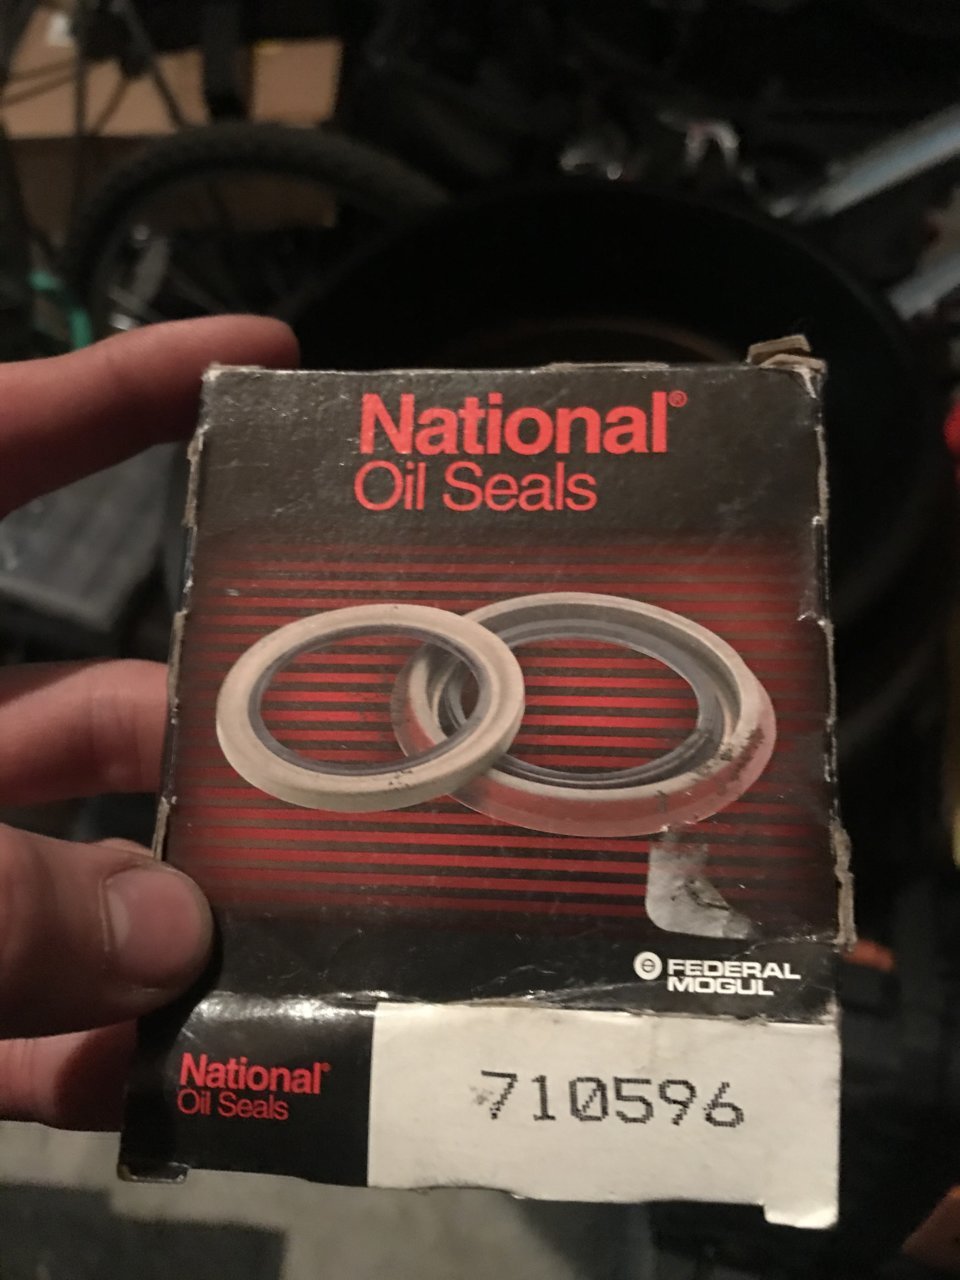 National®
Oil Seals
FEDERAL
MOGUL
National®
Oil Seals
710596